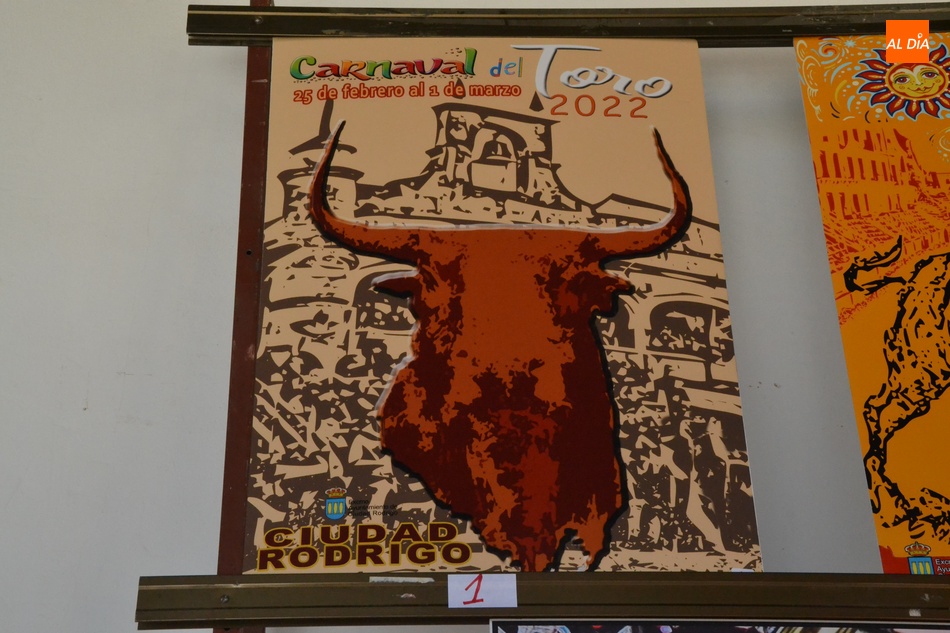 AL DÍA
Carnaval del Toro
25 de febrero al 1 de marzo
2022
CIUDAD
RODRIGO
1